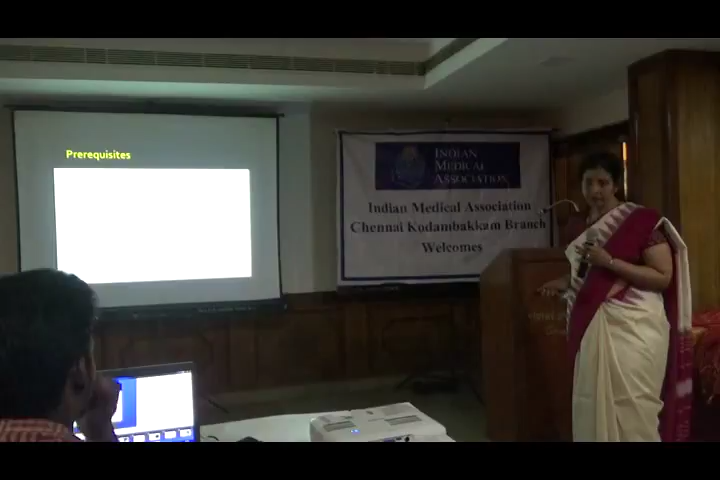 Prerequisites
INDIAN
MEDICAL
ASSOCIATION
Indian Medical Association
Chennai Kodambakkam Branch
Welcomes